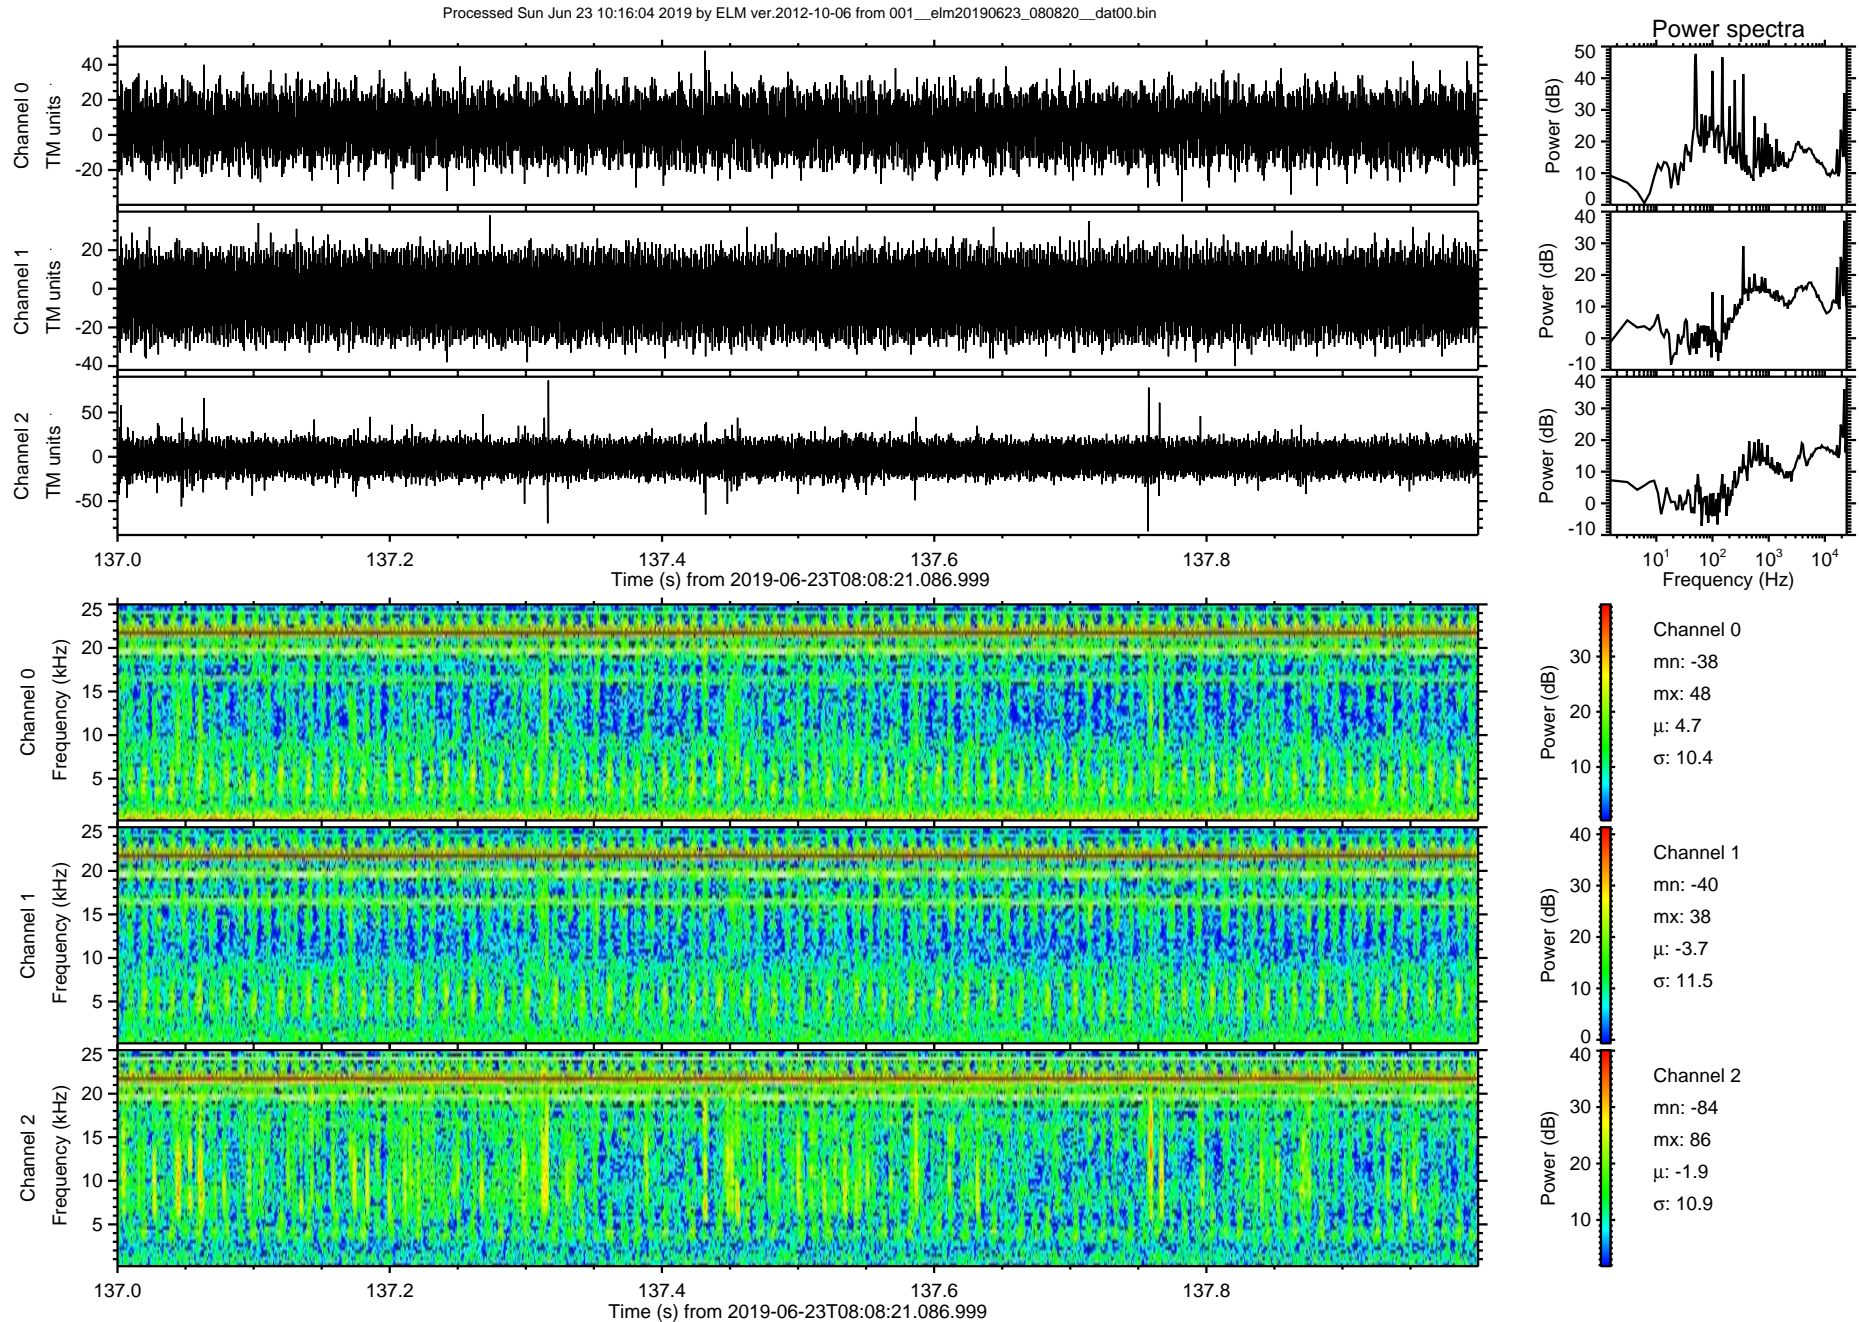 Processed Sun Jun 23 10:16:04 2019 by ELM ver.2012-10-06 from 001__elm20190623_080820__dat00.bin
Power spectra
Channel 0
TM units
40
20
0
-20
Power (dB)
50
40
30
20
10
0
Channel 1
TM units
20
0
-20
-40
Power (dB)
40
30
20
10
0
-10
Channel 2
TM units
50
0
-50
Power (dB)
40
30
20
10
0
-10
137.0 137.2 137.4 137.6 137.8
Time (s) from 2019-06-23T08:08:21.086.999
10¹ 10² 10³ 10⁴
Frequency (Hz)
Channel 0
Frequency (kHz)
25
20
15
10
5
Power (dB)
30
20
10
Channel 0
mn: -38
mx: 48
μ: 4.7
σ: 10.4
Channel 1
Frequency (kHz)
25
20
15
10
5
Power (dB)
40
30
20
10
0
Channel 1
mn: -40
mx: 38
μ: -3.7
σ: 11.5
Channel 2
Frequency (kHz)
25
20
15
10
5
Power (dB)
40
30
20
10
Channel 2
mn: -84
mx: 86
μ: -1.9
σ: 10.9
137.0 137.2 137.4 137.6 137.8
Time (s) from 2019-06-23T08:08:21.086.999